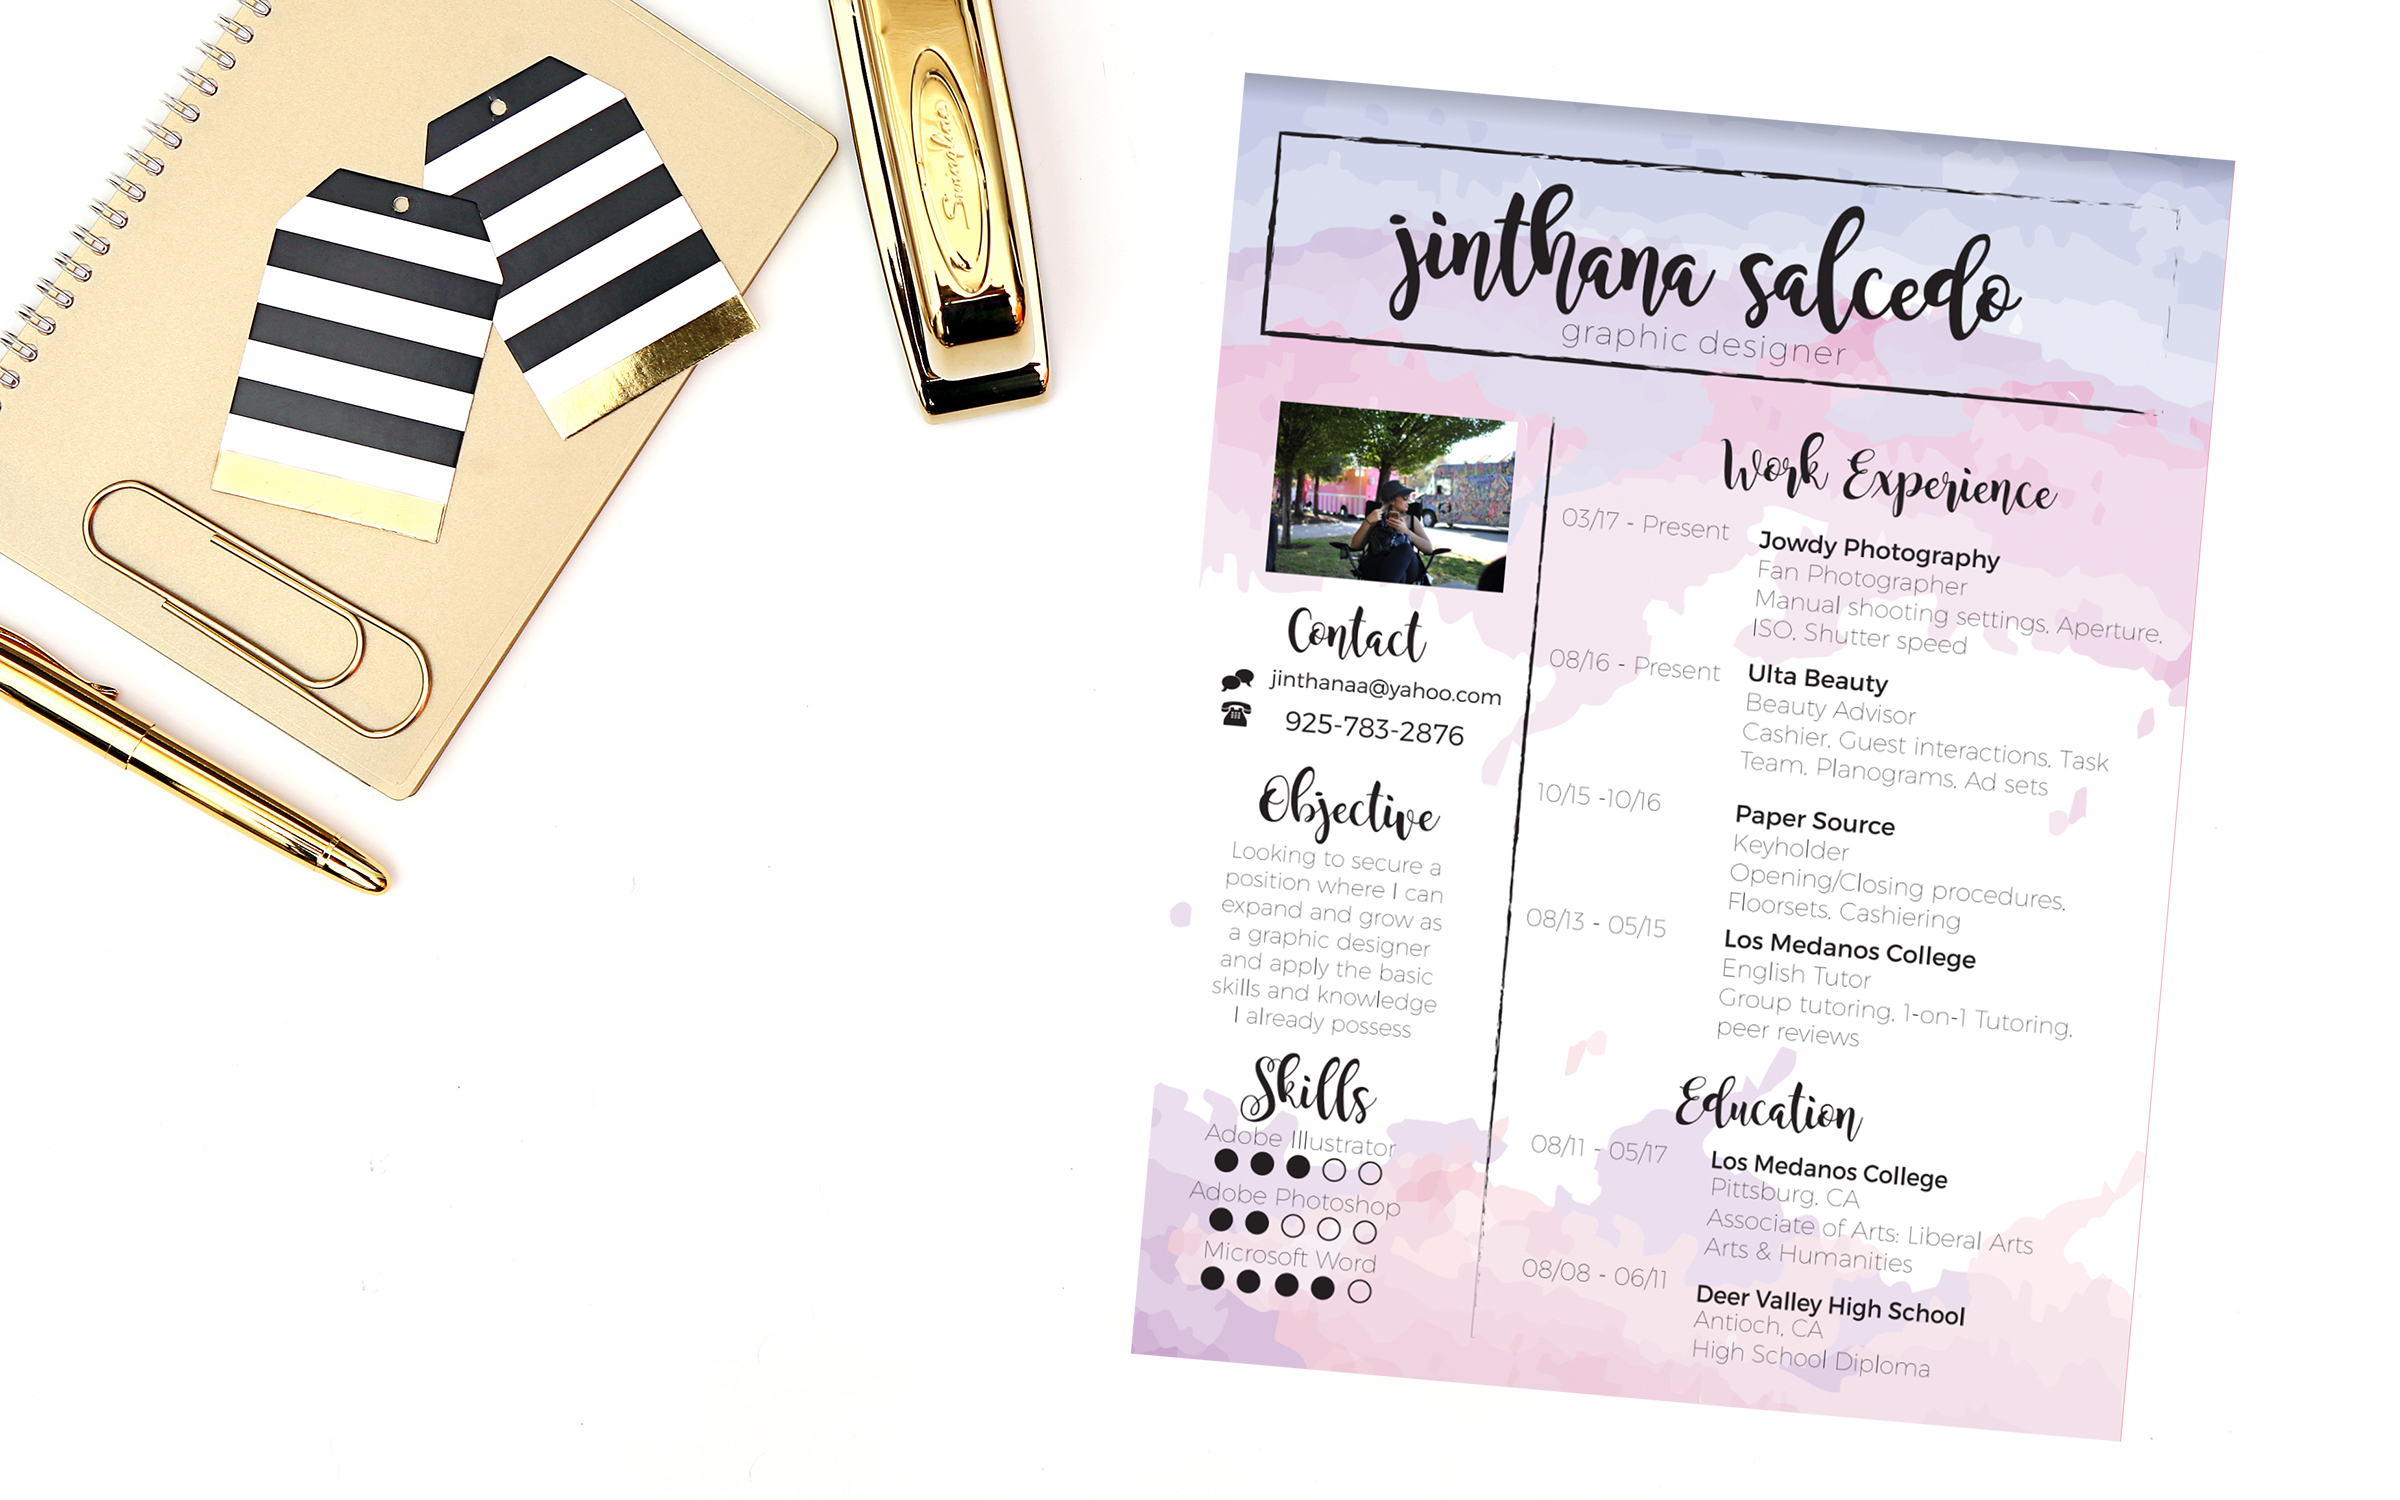 Swingline
jinthana salcedo
graphic designer
Contact
jinthanaa@yahoo.com
925-783-2876
Objective
Looking to secure a
position where I can
expand and grow as
a graphic designer
and apply the basic
skills and knowledge
I already possess
Skills
Adobe Illustrator
Adobe Photoshop
Microsoft Word
Work Experience
03/17 - Present
Jowdy Photography
Fan Photographer
Manual shooting settings, Aperture,
ISO, Shutter speed
08/16 - Present
Ulta Beauty
Beauty Advisor
Cashier, Guest interactions, Task
Team, Planograms, Ad sets
10/15 -10/16
Paper Source
Keyholder
Opening/Closing procedures,
Floorsets, Cashiering
08/13 - 05/15
Los Medanos College
English Tutor
Group tutoring, 1-on-1 Tutoring,
peer reviews
Education
08/11 - 05/17
Los Medanos College
Pittsburg, CA
Associate of Arts: Liberal Arts
Arts & Humanities
08/08 - 06/11
Deer Valley High School
Antioch, CA
High School Diploma